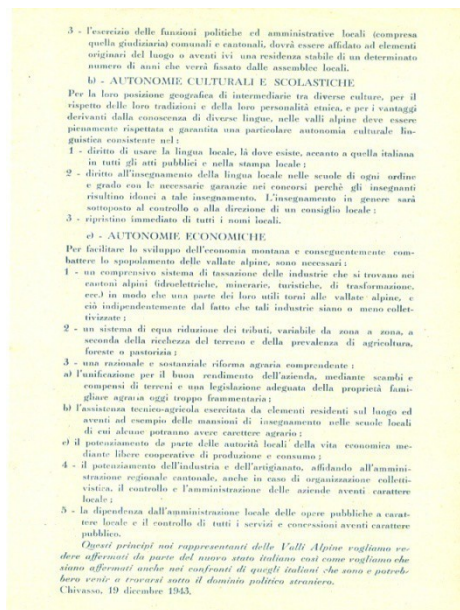 3 - l'esercizio delle funzioni politiche ed amministrative locali (compresa
quella giudiziaria) comunali e cantonali, dovrà essere affidato ad elementi
originari del luogo o aventi ivi una residenza stabile di un determinato
numero di anni che verrà fissato dalle assemblee locali.
b) - AUTONOMIE CULTURALI E SCOLASTICHE
Per la loro posizione geografica di intermediarie tra diverse culture, per il
rispetto delle loro tradizioni e della loro personalità etnica, e per i vantaggi
derivanti dalla conoscenza di diverse lingue, nelle valli alpine deve essere
pienamente rispettata e garantita una particolare autonomia culturale lin-
guistica consistente nel :
1 - diritto di usare la lingua locale, là dove esiste, accanto a quella italiana
in tutti gli atti pubblici e nella stampa locale ;
2 - diritto all'insegnamento della lingua locale nelle scuole di ogni ordine
e grado con le necessarie garanzie nei concorsi perchè gli insegnanti
risultino idonei a tale insegnamento. L'insegnamento in genere sarà
sottoposto al controllo o alla direzione di un consiglio locale ;
3 - ripristino immediato di tutti i nomi locali.
c) - AUTONOMIE ECONOMICHE
Per facilitare lo sviluppo dell'economia montana e conseguentemente com-
battere lo spopolamento delle vallate alpine, sono necessari :
1 - un comprensivo sistema di tassazione delle industrie che si trovano nei
cantoni alpini (idroelettriche, minerarie, turistiche, di trasformazione,
ecc.) in modo che una parte dei loro utili torni alle vallate alpine, e
ciò indipendentemente dal fatto che tali industrie siano o meno collet-
tivizzate ;
2 - un sistema di equa riduzione dei tributi, variabile da zona a zona, a
seconda della ricchezza del terreno e della prevalenza di agricoltura,
foreste o pastorizia ;
3 - una razionale e sostanziale riforma agraria comprendente :
a) l'unificazione per il buon rendimento dell'azienda, mediante scambi e
compensi di terreni e una legislazione adeguata della proprietà fami-
gliare agraria oggi troppo frammentaria ;
b) l'assistenza tecnico-agricola esercitata da elementi residenti sul luogo ed
aventi ad esempio delle mansioni di insegnamento nelle scuole locali
di cui alcune potranno avere carattere agrario ;
c) il potenziamento da parte delle autorità locali della vita economica me-
diante libere cooperative di produzione e consumo ;
4 - il potenziamento dell'industria e dell'artigianato, affidando all'ammini-
strazione regionale cantonale, anche in caso di organizzazione colletti-
vistica, il controllo e l'amministrazione delle aziende aventi carattere
locale ;
5 - la dipendenza dall'amministrazione locale delle opere pubbliche a carat-
tere locale e il controllo di tutti i servizi e concessioni aventi carattere
pubblico.
Questi principi noi rappresentanti delle Valli Alpine vogliamo ve-
dere affermati da parte del nuovo stato italiano così come vogliamo che
siano affermati anche nei confronti di quegli italiani che sono e potreb-
bero venir a trovarsi sotto il dominio politico straniero.
Chivasso, 19 dicembre 1943.